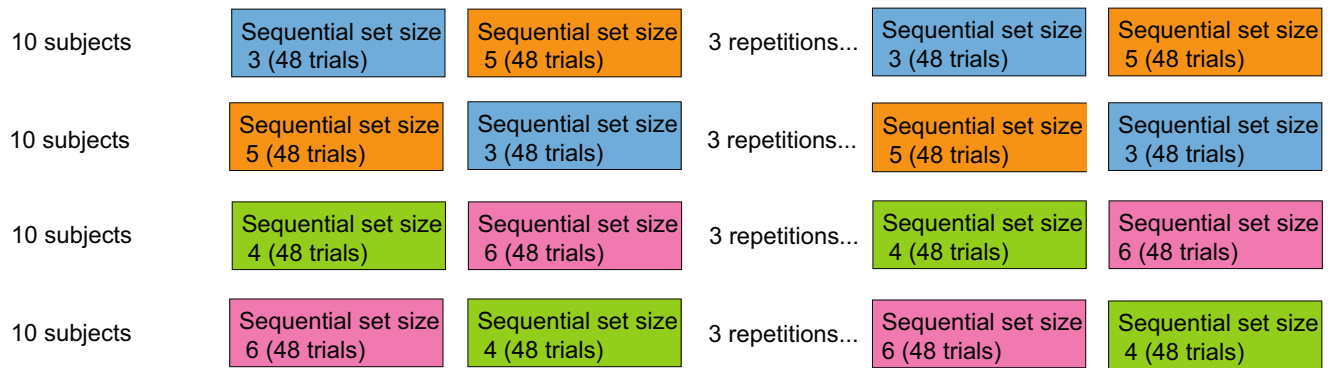 10 subjects
Sequential set size
3 (48 trials)
Sequential set size
5 (48 trials)
3 repetitions...
Sequential set size
3 (48 trials)
Sequential set size
5 (48 trials)
10 subjects
Sequential set size
5 (48 trials)
Sequential set size
3 (48 trials)
3 repetitions...
Sequential set size
5 (48 trials)
Sequential set size
3 (48 trials)
10 subjects
Sequential set size
4 (48 trials)
Sequential set size
6 (48 trials)
3 repetitions...
Sequential set size
4 (48 trials)
Sequential set size
6 (48 trials)
10 subjects
Sequential set size
6 (48 trials)
Sequential set size
4 (48 trials)
3 repetitions...
Sequential set size
6 (48 trials)
Sequential set size
4 (48 trials)